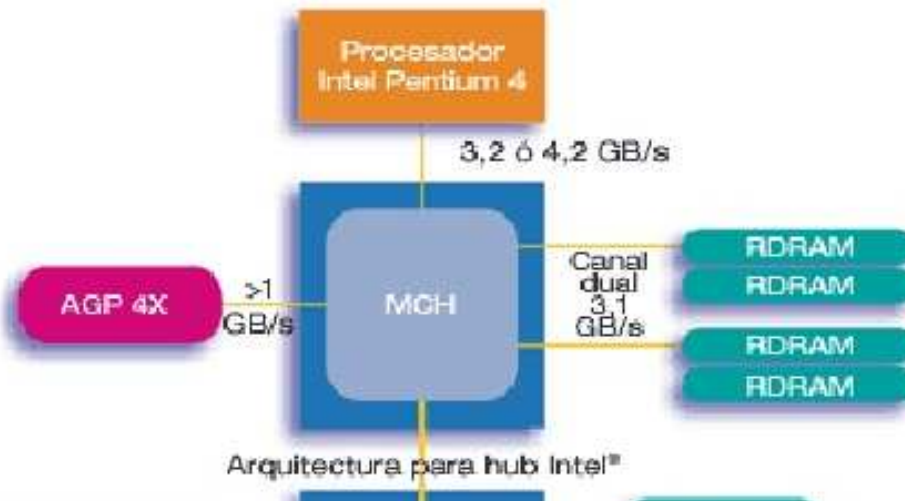 Procesador
Intel Pentium 4
3,2 ó 4,2 GB/s
AGP 4X
>1
GB/s
MCH
Canal
dual
3,1
GB/s
RDRAM
RDRAM
RDRAM
RDRAM
Arquitectura para hub Intel®